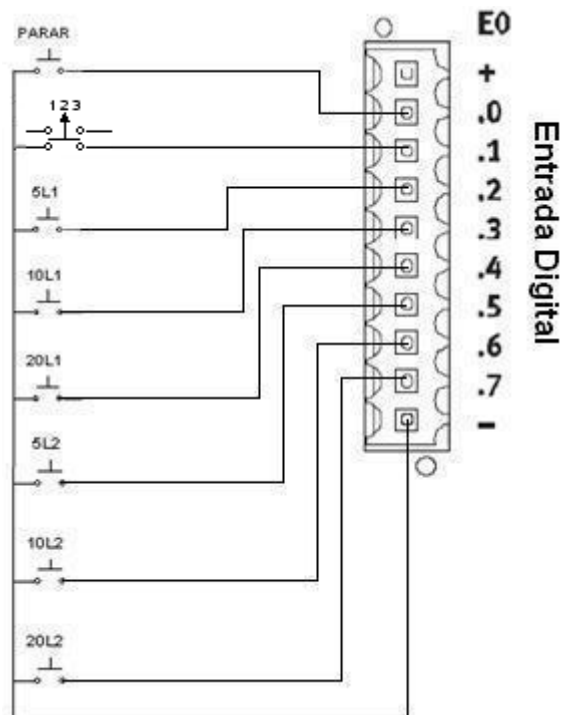 PARAR
1 2 3
5L1
10L1
20L1
5L2
10L2
20L2
E0
+
.0
.1
.2
.3
.4
.5
.6
.7
-
Entrada Digital